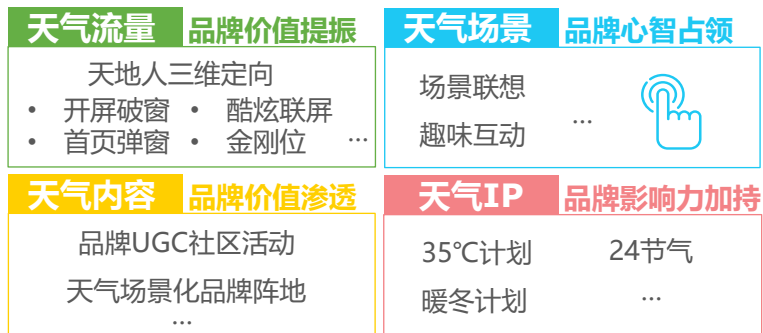 天气流量 品牌价值提振
天地人三维定向
• 开屏破窗 • 酷炫联屏
• 首页弹窗 • 金刚位 …
天气场景 品牌心智占领
场景联想
趣味互动 …
天气内容 品牌价值渗透
品牌UGC社区活动
天气场景化品牌阵地
…
天气IP 品牌影响力加持
35℃计划 24节气
暖冬计划 …